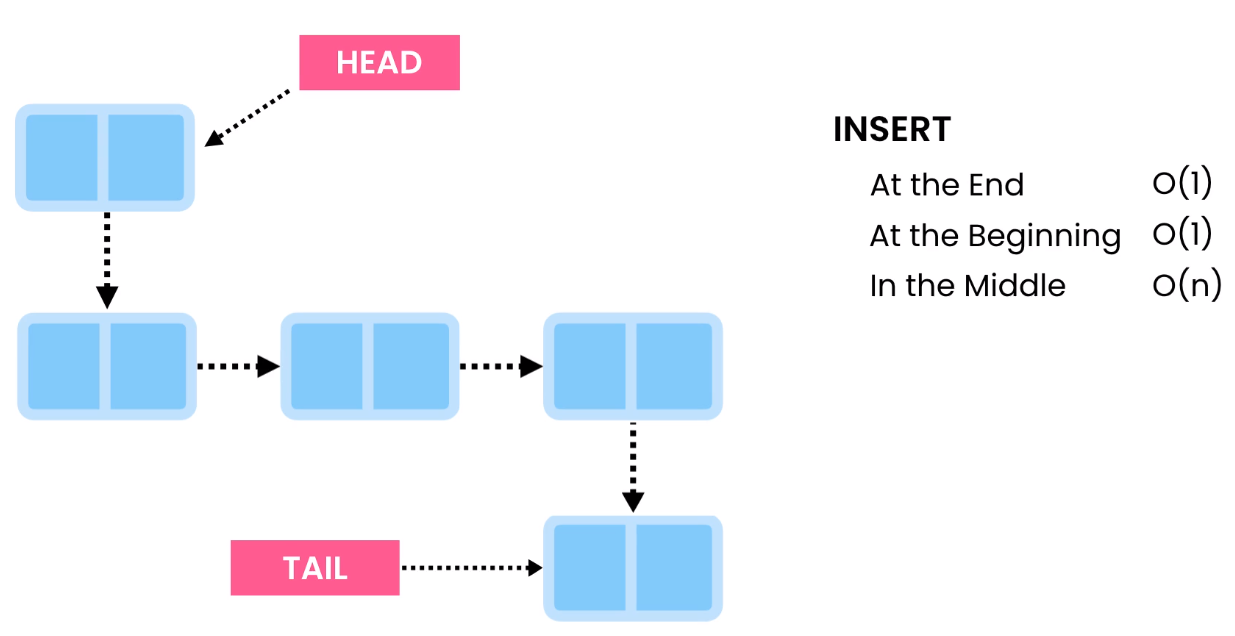 HEAD
INSERT
At the End O(1)
At the Beginning O(1)
In the Middle O(n)
TAIL